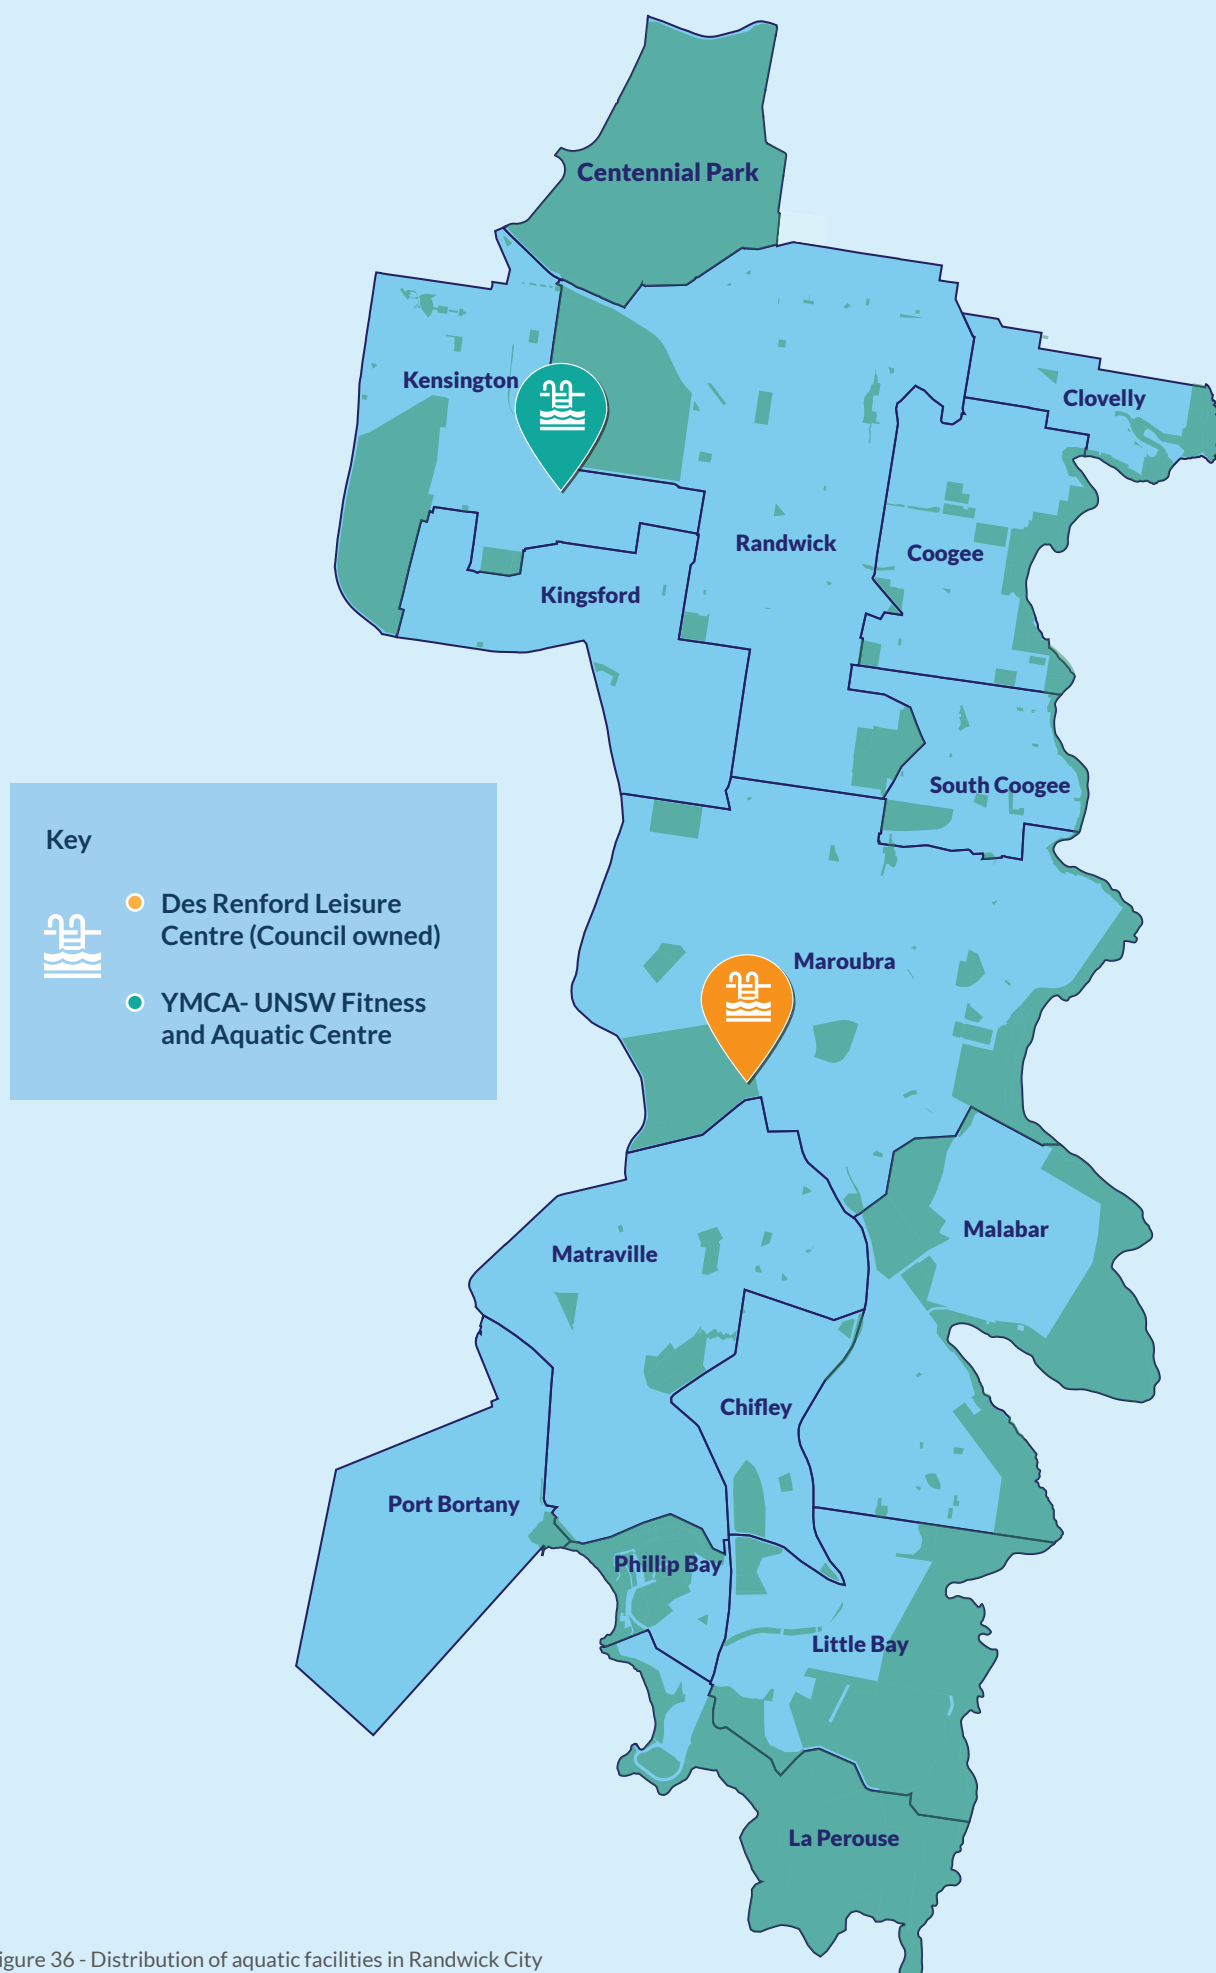 Centennial Park
Kensington
Clovelly
Randwick
Coogee
Kingsford
South Coogee
Key
Des Renford Leisure
Centre (Council owned)
YMCA- UNSW Fitness
and Aquatic Centre
Maroubra
Malabar
Matraville
Chifley
Port Bortany
Phillip Bay
Little Bay
La Perouse
igure 36 - Distribution of aquatic facilities in Randwick City